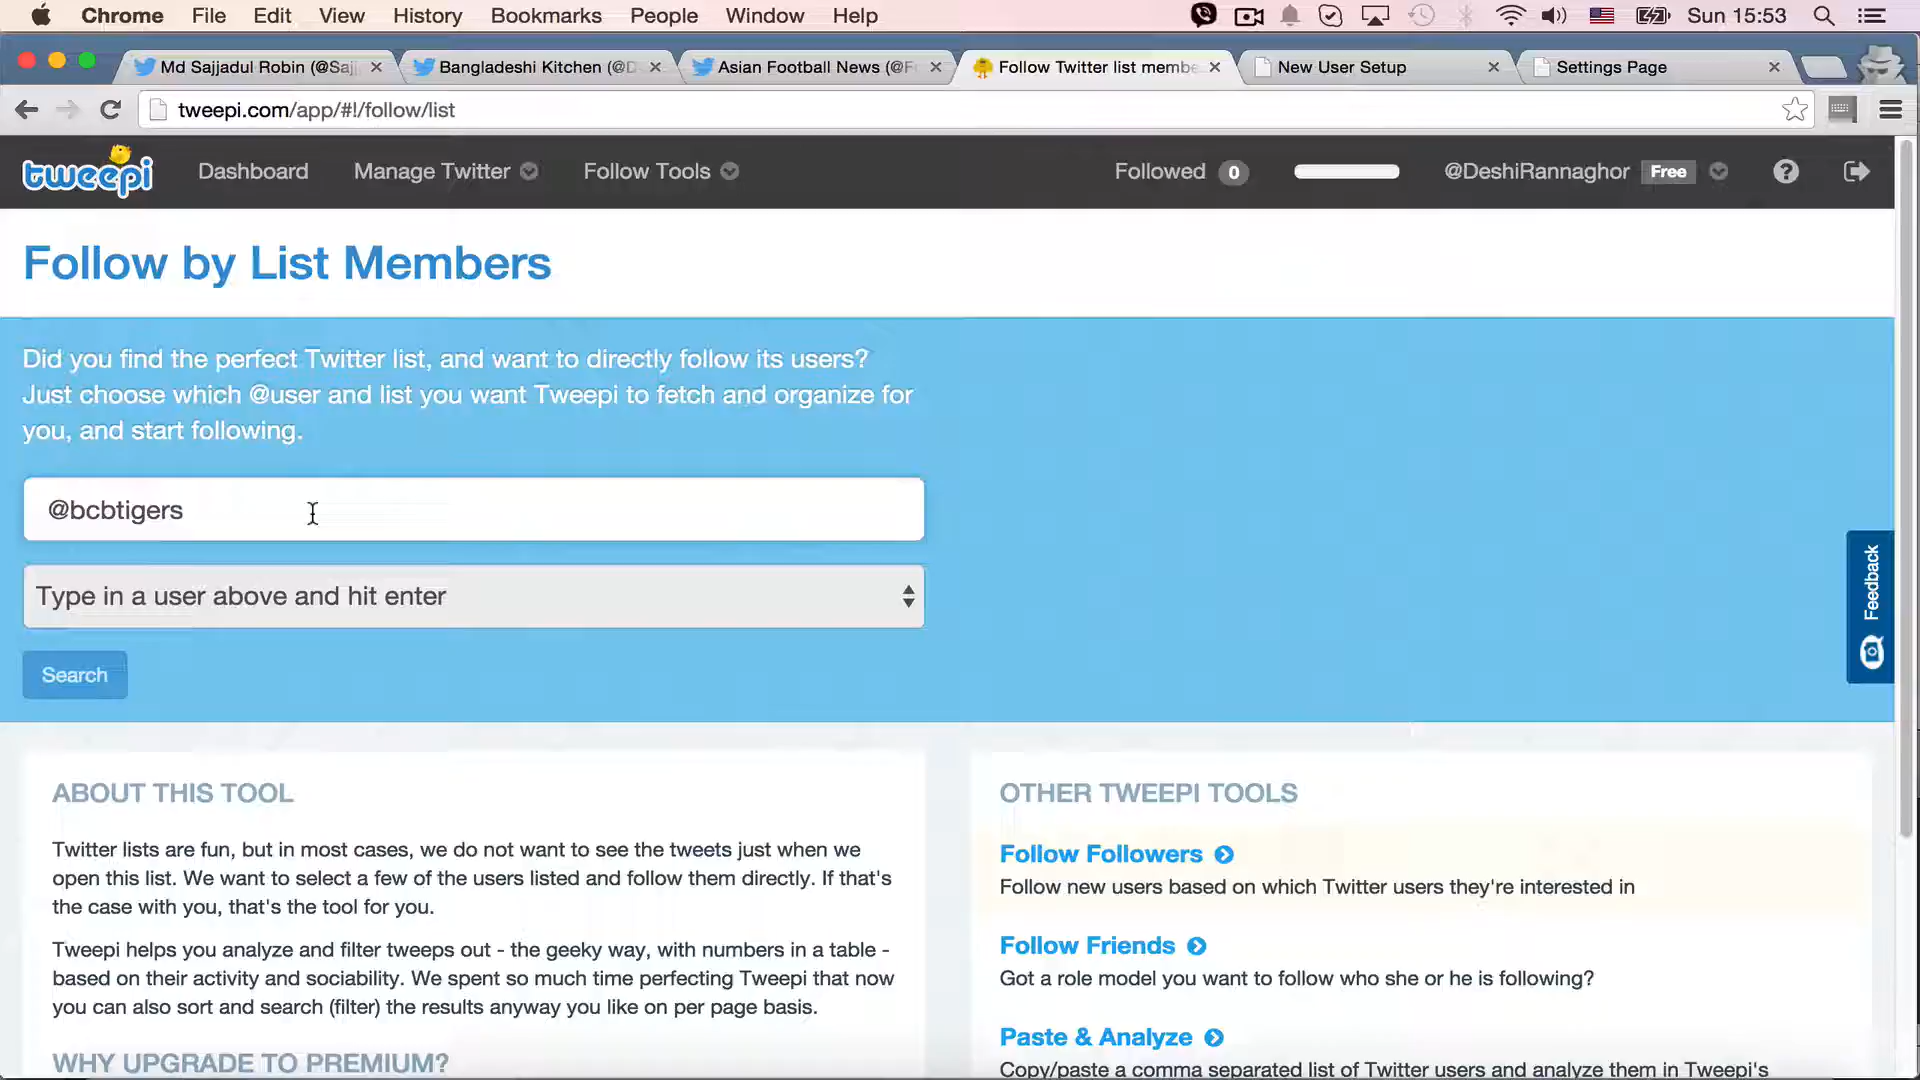 Chrome File Edit View History Bookmarks People Window Help Sun 15:53
Md Sajjadul Robin (@Saj Bangladeshi Kitchen (@D Asian Football News (@F Follow Twitter list membe New User Setup Settings Page
tweepi.com/app/#!/follow/list
tweepi Dashboard Manage Twitter Follow Tools Followed 0 @DeshiRannaghor Free ?
Follow by List Members
Did you find the perfect Twitter list, and want to directly follow its users?
Just choose which @user and list you want Tweepi to fetch and organize for
you, and start following.
@bcbtigers
Type in a user above and hit enter
Search
Feedback
ABOUT THIS TOOL
Twitter lists are fun, but in most cases, we do not want to see the tweets just when we
open this list. We want to select a few of the users listed and follow them directly. If that's
the case with you, that's the tool for you.
Tweepi helps you analyze and filter tweeps out - the geeky way, with numbers in a table -
based on their activity and sociability. We spent so much time perfecting Tweepi that now
you can also sort and search (filter) the results anyway you like on per page basis.
WHY UPGRADE TO PREMIUM?
OTHER TWEEPI TOOLS
Follow Followers
Follow new users based on which Twitter users they're interested in
Follow Friends
Got a role model you want to follow who she or he is following?
Paste & Analyze
Copy/paste a comma separated list of Twitter users and analyze them in Tweepi's